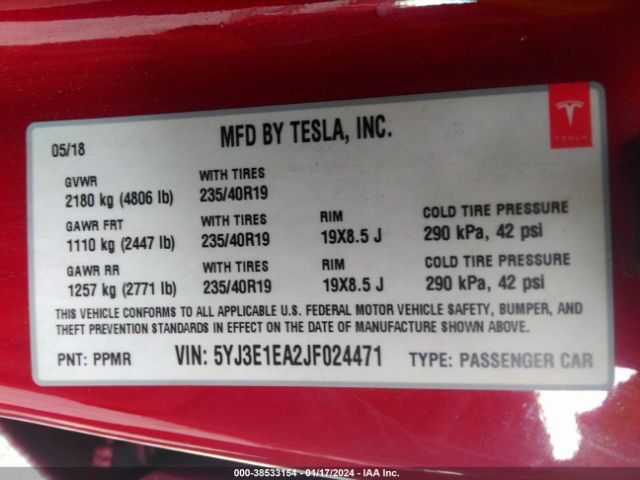 MFD BY TESLA, INC.
TESLA
05/18
GVWR WITH TIRES
2180 kg (4806 lb) 235/40R19
GAWR FRT WITH TIRES RIM COLD TIRE PRESSURE
1110 kg (2447 lb) 235/40R19 19X8.5 J 290 kPa, 42 psi
GAWR RR WITH TIRES RIM COLD TIRE PRESSURE
1257 kg (2771 lb) 235/40R19 19X8.5 J 290 kPa, 42 psi
THIS VEHICLE CONFORMS TO ALL APPLICABLE U.S. FEDERAL MOTOR VEHICLE SAFETY, BUMPER, AND
THEFT PREVENTION STANDARDS IN EFFECT ON THE DATE OF MANUFACTURE SHOWN ABOVE.
PNT: PPMR VIN: 5YJ3E1EA2JF024471 TYPE: PASSENGER CAR
000-38533154 - 01/17/2024 - IAA Inc.